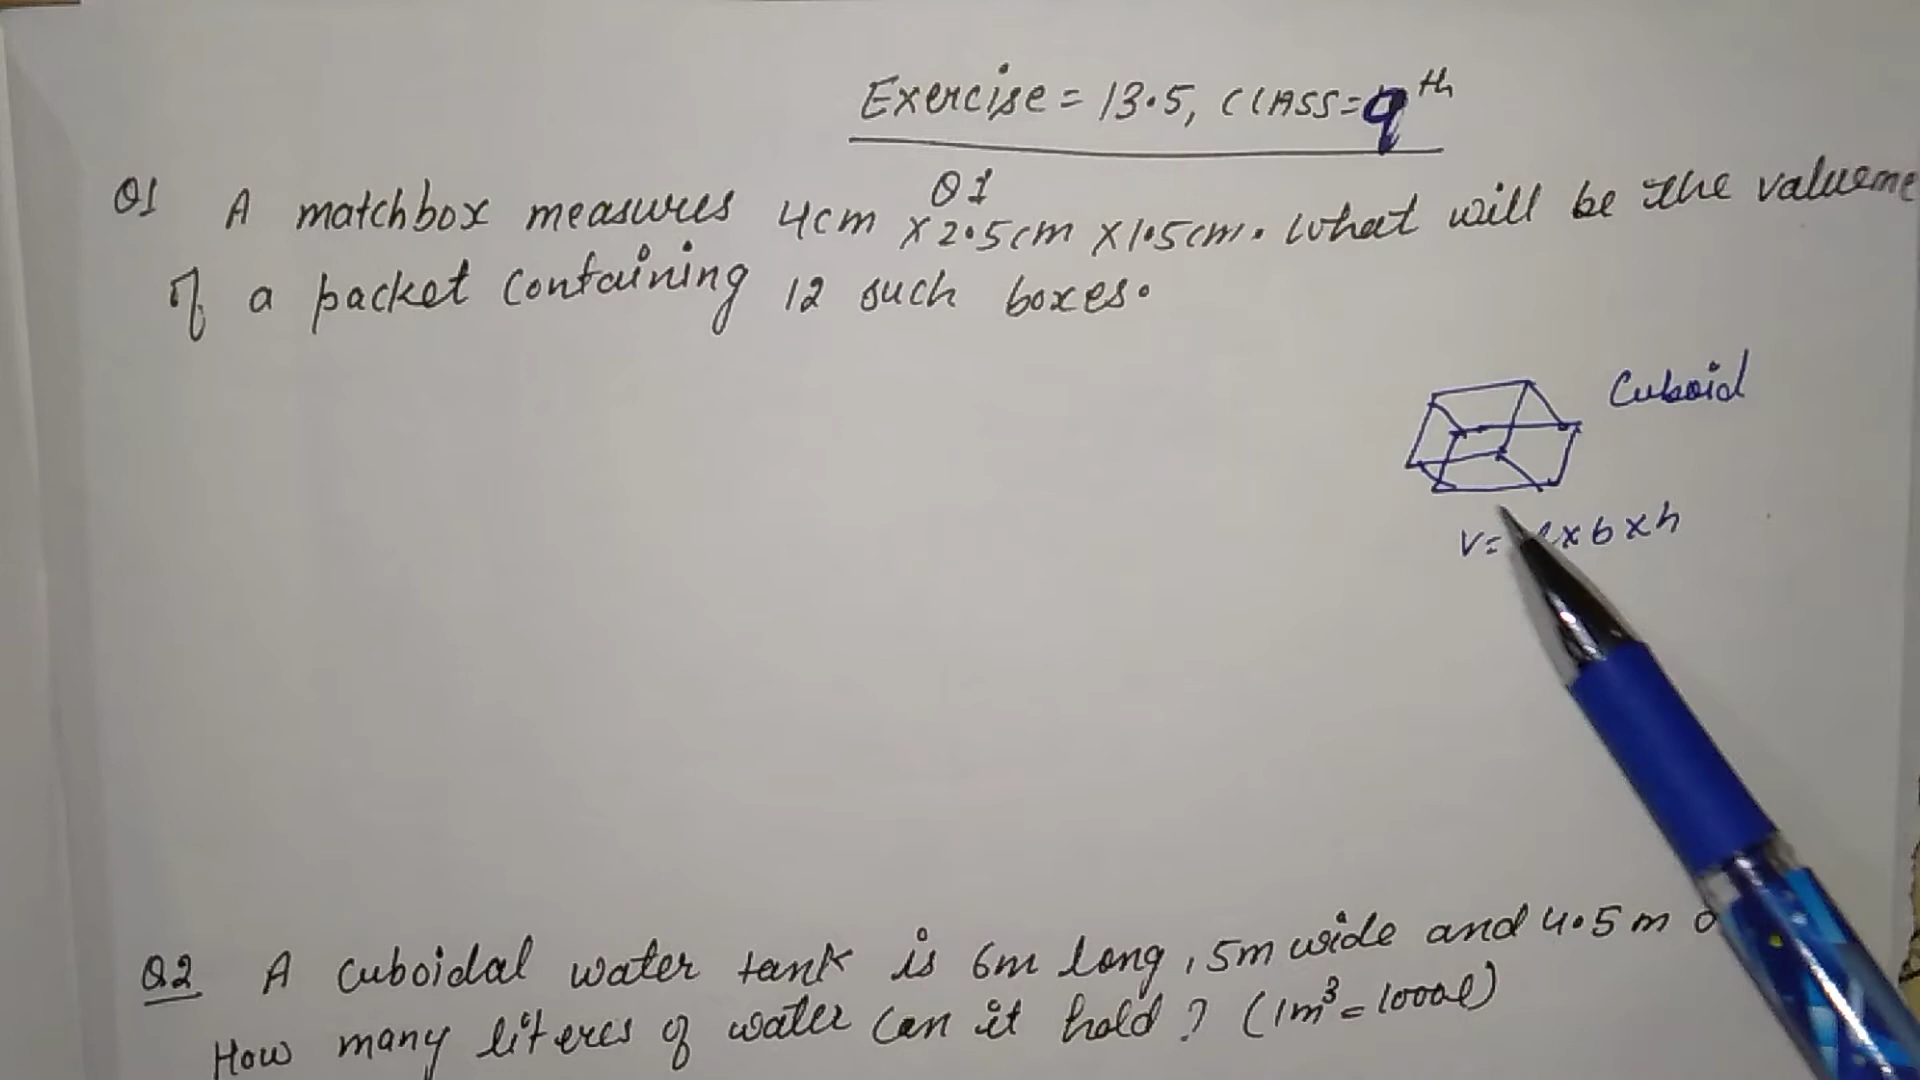 Exercise = 13.5, CLASS = 9th
Q1
Q1 A matchbox measures 4cm × 2.5cm × 1.5cm. What will be the valueme
of a packet containing 12 such boxes.
Cuboid
V = l × b × h
Q2 A cuboidal water tank is 6m long, 5m wide and 4.5m
How many literes of water can it hold? (1m³ = 1000l)